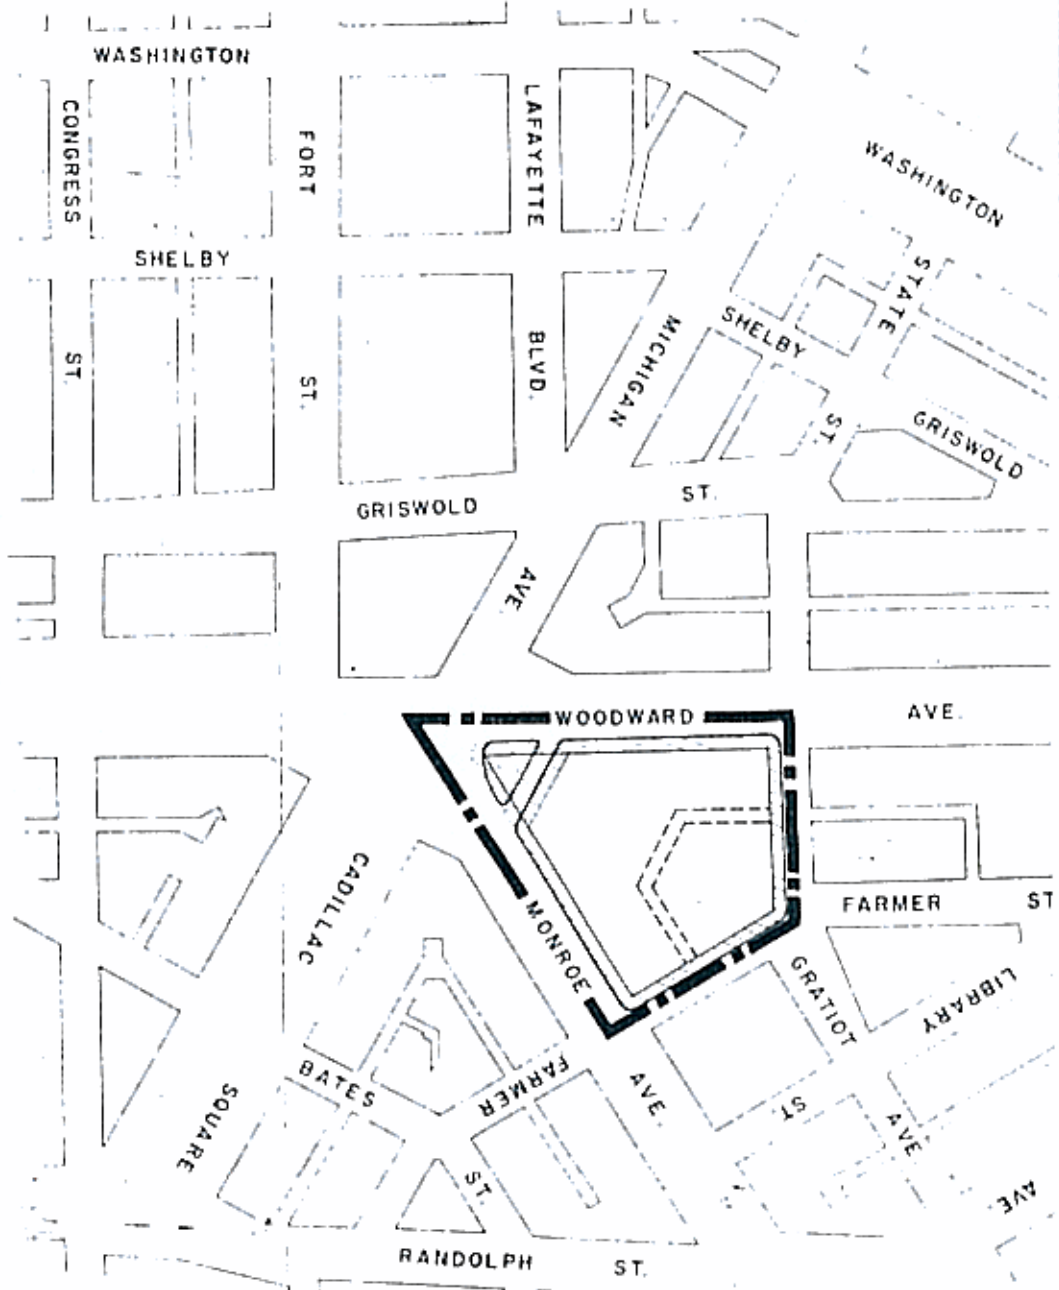 WASHINGTON
CONGRESS
FORT
LAFAYETTE
WASHINGTON
SHELBY
STATE
ST.
ST.
BLVD.
MICHIGAN
SHELBY
ST.
GRISWOLD
GRISWOLD
ST.
AVE.
WOODWARD
AVE.
CADILLAC
MONROE
FARMER
ST
GRATIOT
LIBRARY
BATES
FARMER
AVE.
ST
AVE
SQUARE
ST.
AVE
RANDOLPH
ST.